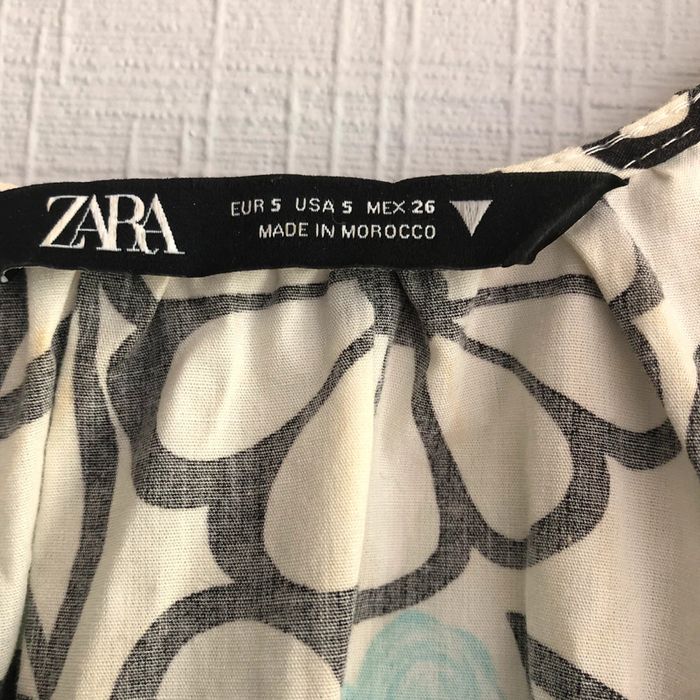 ZARA
EUR S USA S MEX 26
MADE IN MOROCCO